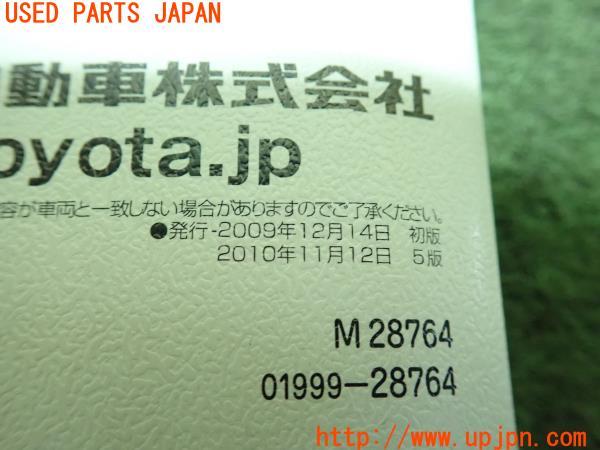 USED PARTS JAPAN
動車株式会社
oyota.jp
容が車両と一致しない場合がありますのでご了承ください。
●発行-2009年12月14日 初版
2010年11月12日 5版
M 28764
01999-28764
http://www.upjpn.com/